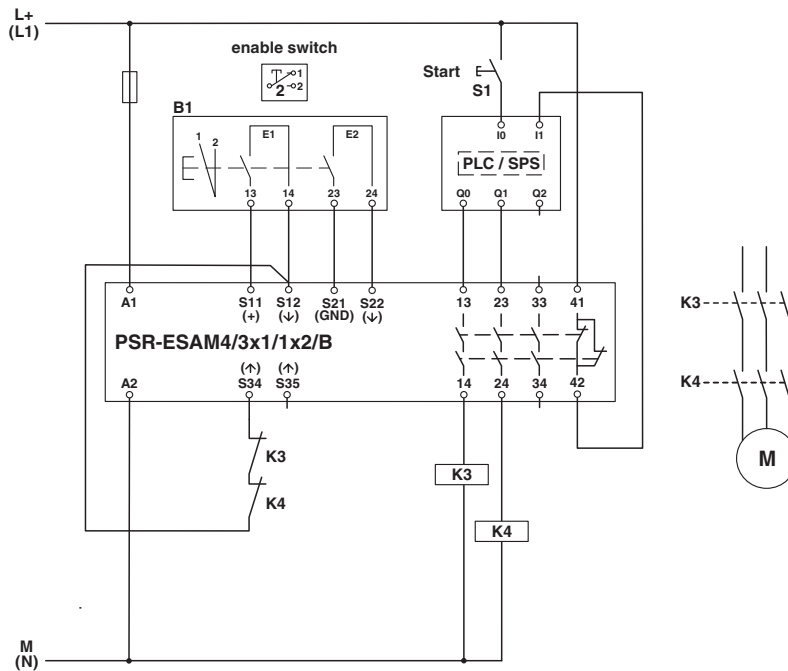 L+
(L1)
enable switch
1
2
2
Start
S1
B1
1
2
E1
E2
13
14
23
24
I0
I1
PLC / SPS
Q0
Q1
Q2
A1
S11
(+)
S12
(↓)
S21
(GND)
S22
(↓)
13
23
33
41
PSR-ESAM4/3x1/1x2/B
A2
(↑)
S34
(↑)
S35
14
24
34
42
K3
K4
K3
K4
K3
K4
M
M
(N)